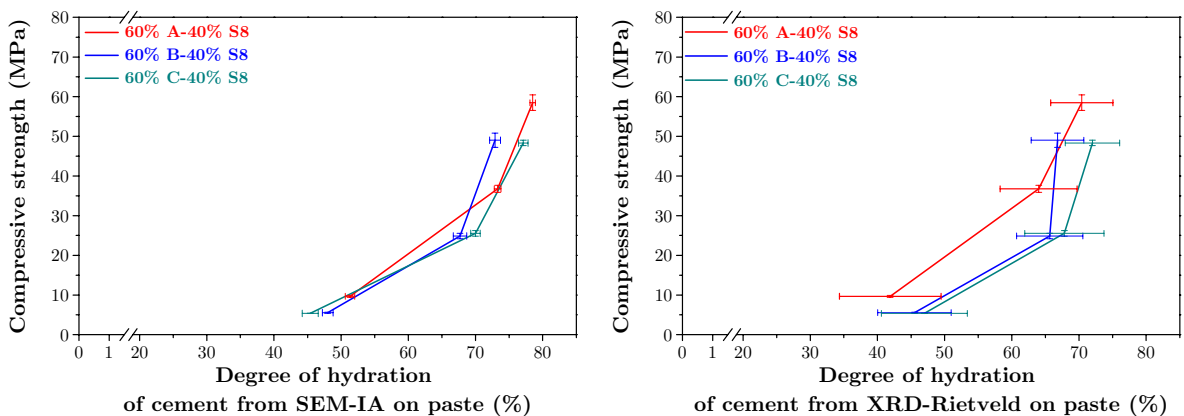 80
70
60
50
40
30
20
10
0
Compressive strength (MPa)
60% A-40% S8
60% B-40% S8
60% C-40% S8
0 1 20 30 40 50 60 70 80
Degree of hydration
of cement from SEM-IA on paste (%)
80
70
60
50
40
30
20
10
0
Compressive strength (MPa)
60% A-40% S8
60% B-40% S8
60% C-40% S8
0 1 20 30 40 50 60 70 80
Degree of hydration
of cement from XRD-Rietveld on paste (%)